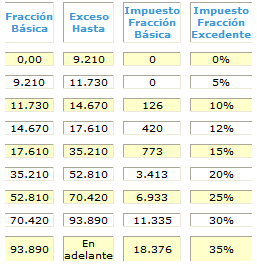 Fracción Básica Exceso Hasta Impuesto Fracción Básica Impuesto Fracción Excedente
0,00 9.210 0 0%
9.210 11.730 0 5%
11.730 14.670 126 10%
14.670 17.610 420 12%
17.610 35.210 773 15%
35.210 52.810 3.413 20%
52.810 70.420 6.933 25%
70.420 93.890 11.335 30%
93.890 En adelante 18.376 35%